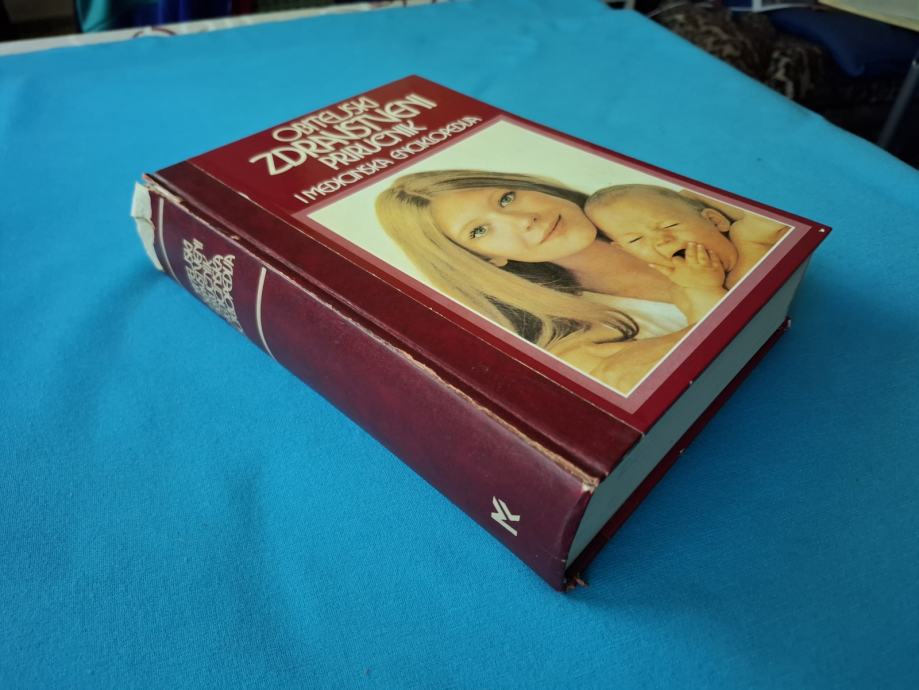 OBITELJSKI
ZDRAVSTVENI
PRIRUČNIK
I MEDICINSKA ENCIKLOPEDIJA